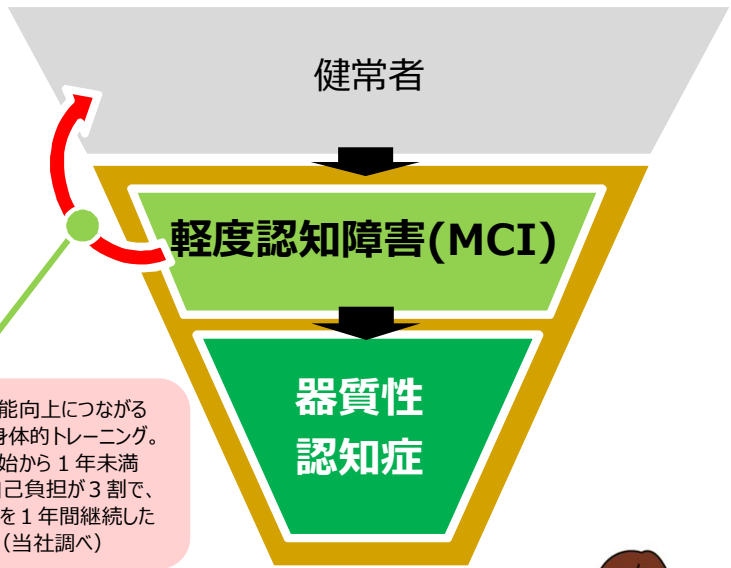 健常者
軽度認知障害(MCI)
器質性
認知症
能向上につながる
身体的トレーニング。
始から１年未満
自己負担が３割で、
を１年間継続した
（当社調べ）